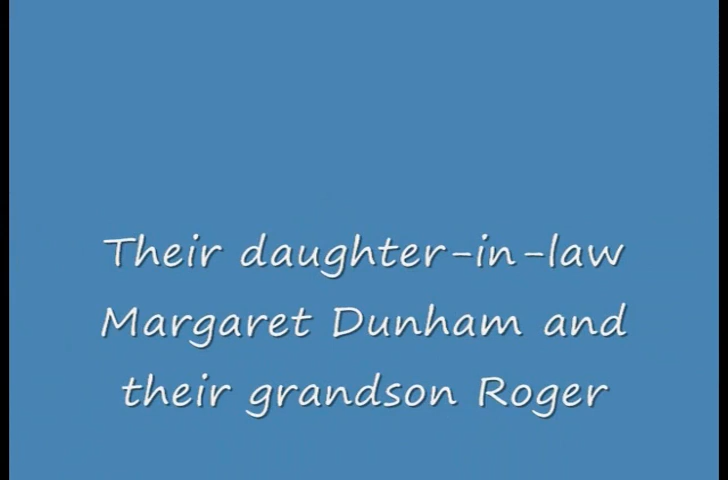 Their daughter-in-law
Margaret Dunham and
their grandson Roger